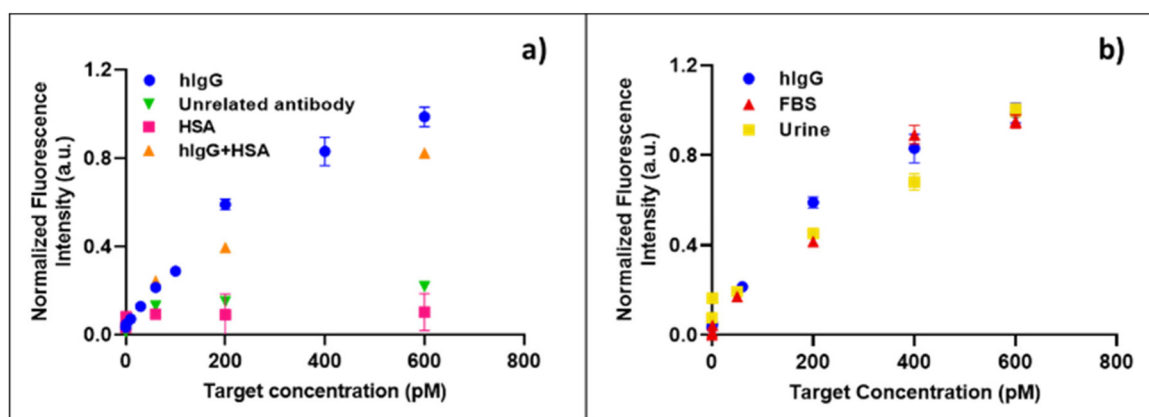 a)
Normalized Fluorescence
Intensity (a.u.)
1.2
0.8
0.4
0.0
hIgG
Unrelated antibody
HSA
hIgG+HSA
0 200 400 600 800
Target concentration (pM)
b)
Normalized Fluorescence
Intensity (a.u.)
1.2
0.8
0.4
0.0
hIgG
FBS
Urine
0 200 400 600 800
Target Concentration (pM)